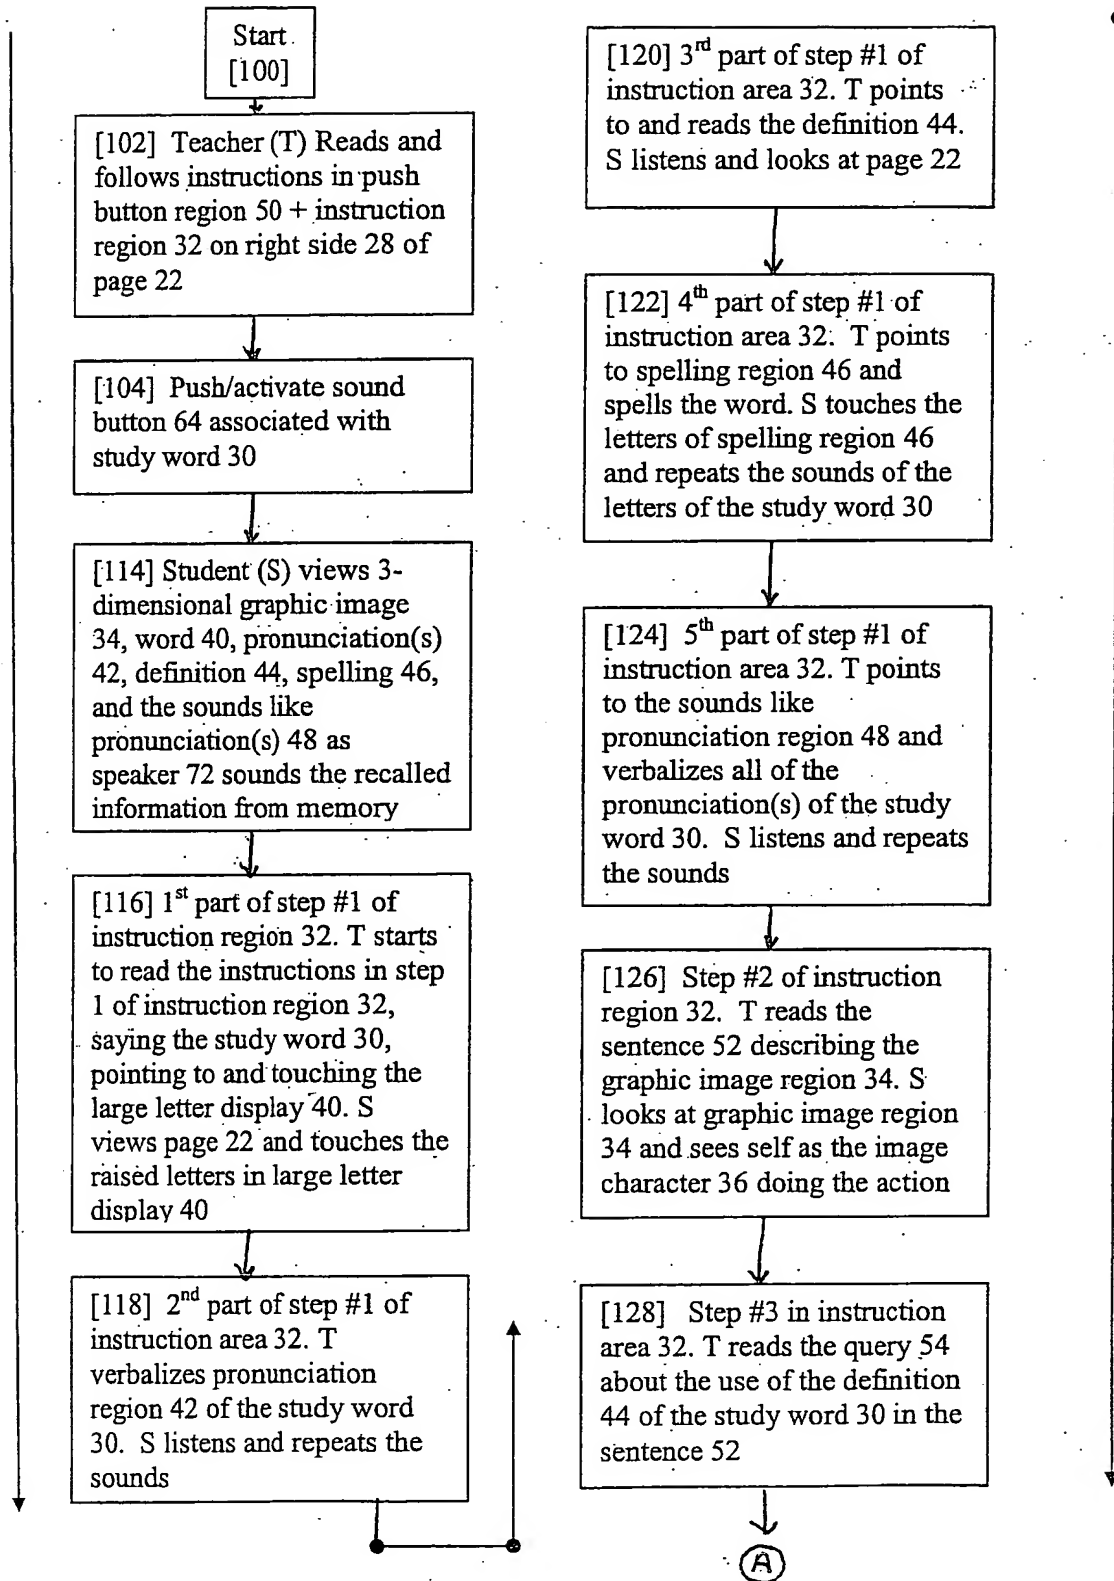 Start
[100]
[102] Teacher (T) Reads and
follows instructions in push
button region 50 + instruction
region 32 on right side 28 of
page 22
[104] Push/activate sound
button 64 associated with
study word 30
[114] Student (S) views 3-
dimensional graphic image
34, word 40, pronunciation(s)
42, definition 44, spelling 46,
and the sounds like
pronunciation(s) 48 as
speaker 72 sounds the recalled
information from memory
[116] 1st part of step #1 of
instruction region 32. T starts
to read the instructions in step
1 of instruction region 32,
saying the study word 30,
pointing to and touching the
large letter display 40. S
views page 22 and touches the
raised letters in large letter
display 40
[118] 2nd part of step #1 of
instruction area 32. T
verbalizes pronunciation
region 42 of the study word
30. S listens and repeats the
sounds
[120] 3rd part of step #1 of
instruction area 32. T points
to and reads the definition 44.
S listens and looks at page 22
[122] 4th part of step #1 of
instruction area 32. T points
to spelling region 46 and
spells the word. S touches the
letters of spelling region 46
and repeats the sounds of the
letters of the study word 30
[124] 5th part of step #1 of
instruction area 32. T points
to the sounds like
pronunciation region 48 and
verbalizes all of the
pronunciation(s) of the study
word 30. S listens and repeats
the sounds
[126] Step #2 of instruction
region 32. T reads the
sentence 52 describing the
graphic image region 34. S
looks at graphic image region
34 and sees self as the image
character 36 doing the action
[128] Step #3 in instruction
area 32. T reads the query 54
about the use of the definition
44 of the study word 30 in the
sentence 52
A